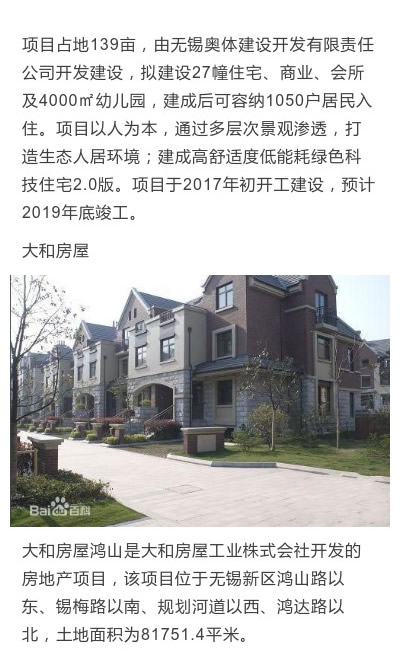 项目占地139亩，由无锡奥体建设开发有限责任
公司开发建设，拟建设27幢住宅、商业、会所
及4000㎡幼儿园，建成后可容纳1050户居民入
住。项目以人为本，通过多层次景观渗透，打
造生态人居环境；建成高舒适度低能耗绿色科
技住宅2.0版。项目于2017年初开工建设，预计
2019年底竣工。
大和房屋
Bai百科
大和房屋鸿山是大和房屋工业株式会社开发的
房地产项目，该项目位于无锡新区鸿山路以
东、锡梅路以南、规划河道以西、鸿达路以
北，土地面积为81751.4平米。